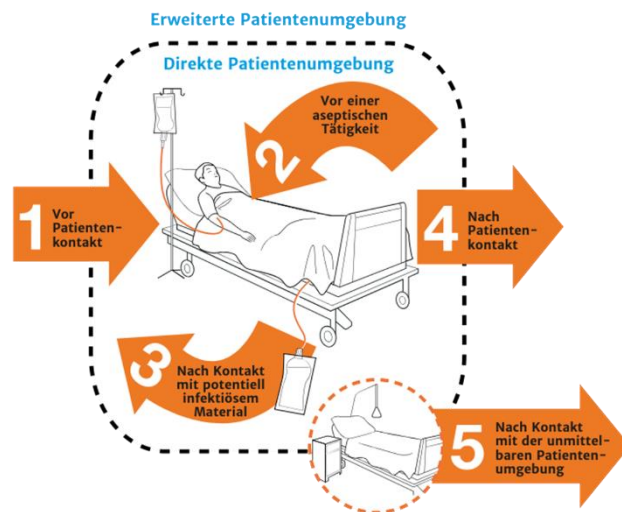 Erweiterte Patientenumgebung
Direkte Patientenumgebung
Vor einer
aseptischen
Tätigkeit
2
1
Vor
Patienten-
kontakt
4
Nach
Patienten-
kontakt
3
Nach Kontakt
mit potentiell
infektiösem
Material
5
Nach Kontakt
mit der unmittel-
baren Patienten-
umgebung